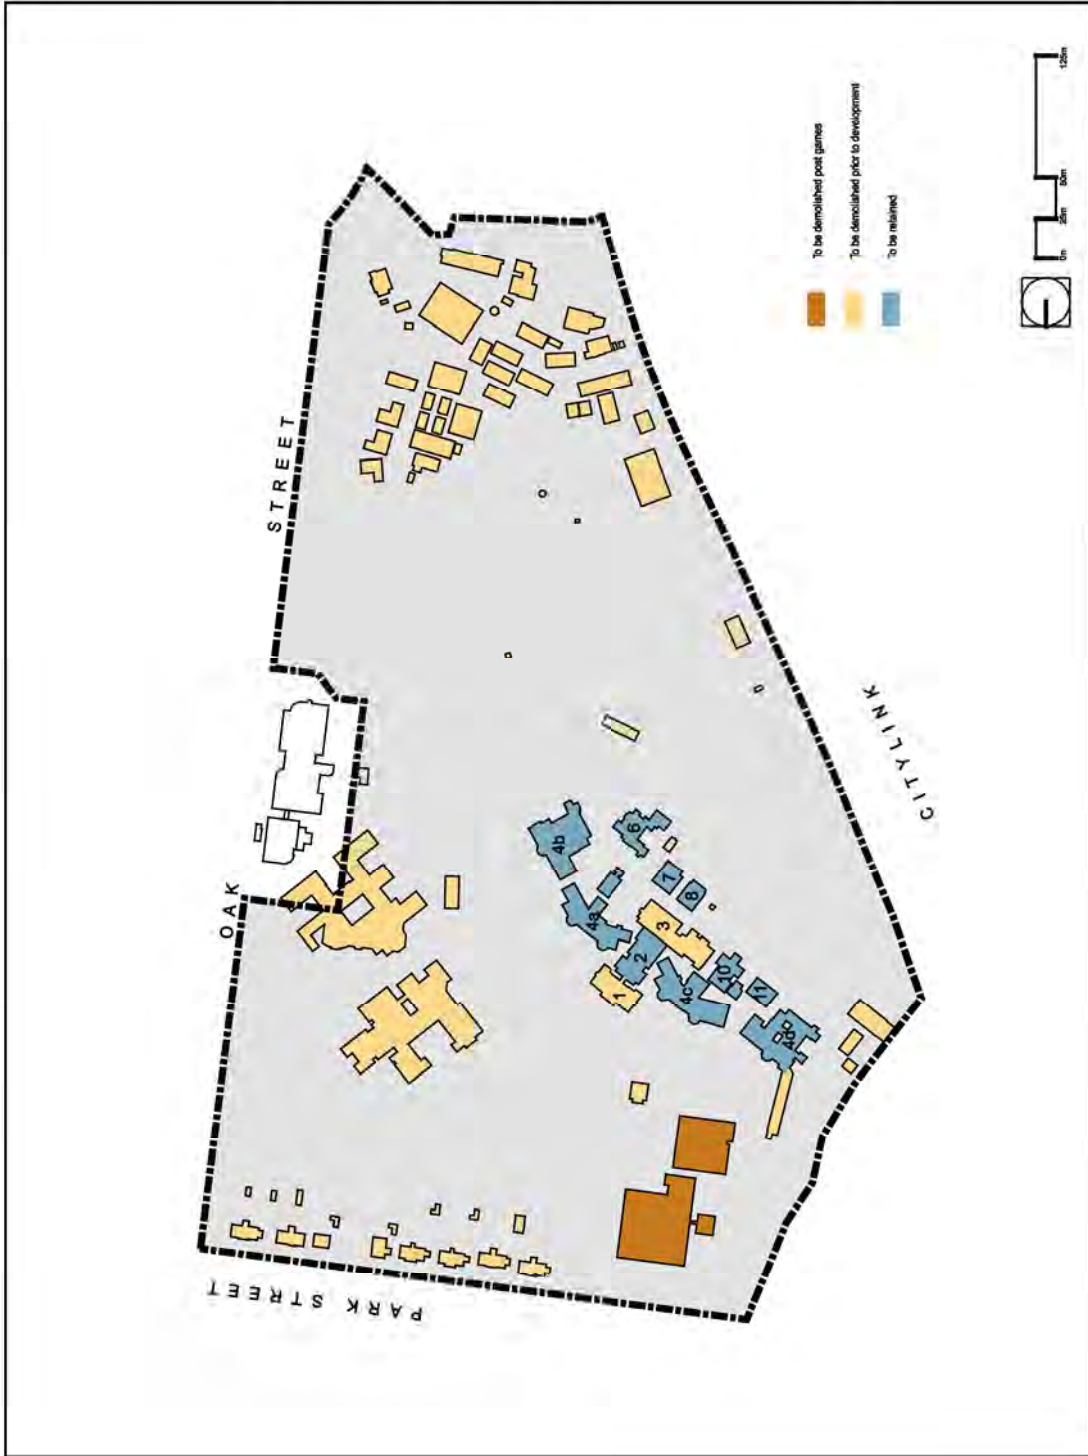 OAK STREET
PARK STREET
CITYLINK
4b
6
7
8
4a
3
2
1
4c
10
11
4d
To be demolished post games
To be demolished prior to development
To be retained
0m 25m 50m 125m